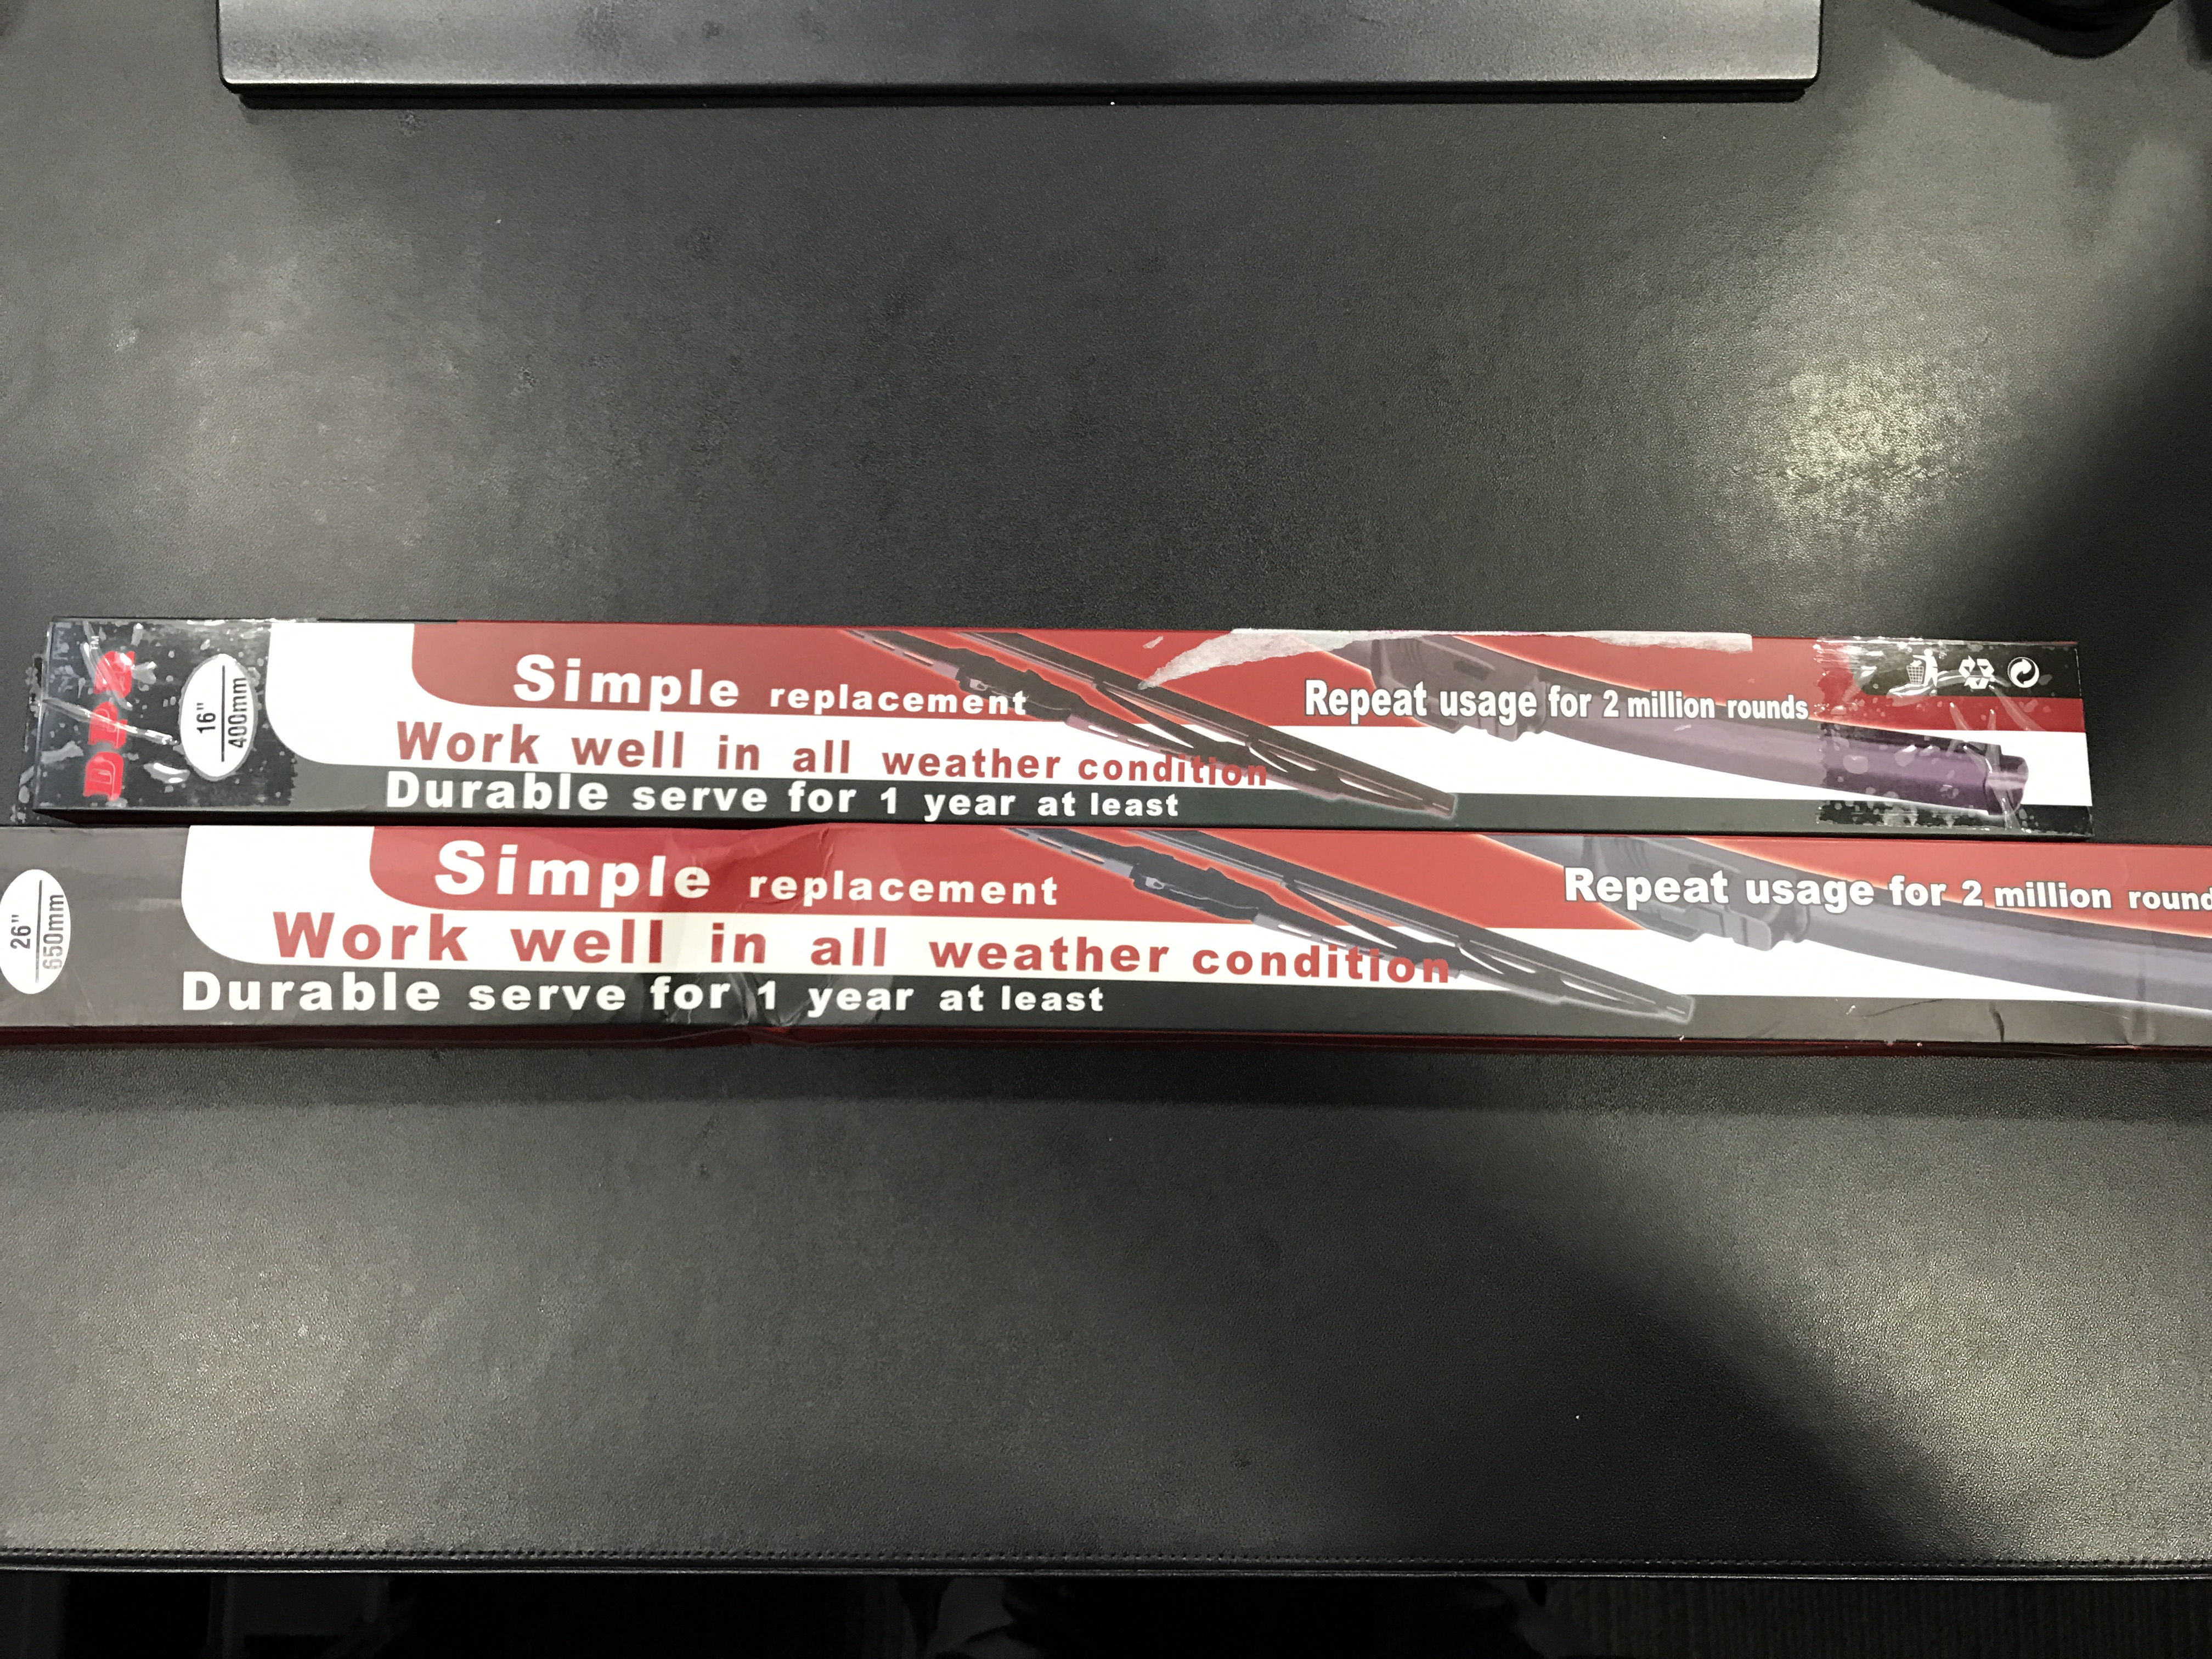 16"
400mm
Simple replacement
Work well in all weather condition
Durable serve for 1 year at least
Repeat usage for 2 million rounds
26"
650mm
Simple replacement
Work well in all weather condition
Durable serve for 1 year at least
Repeat usage for 2 million